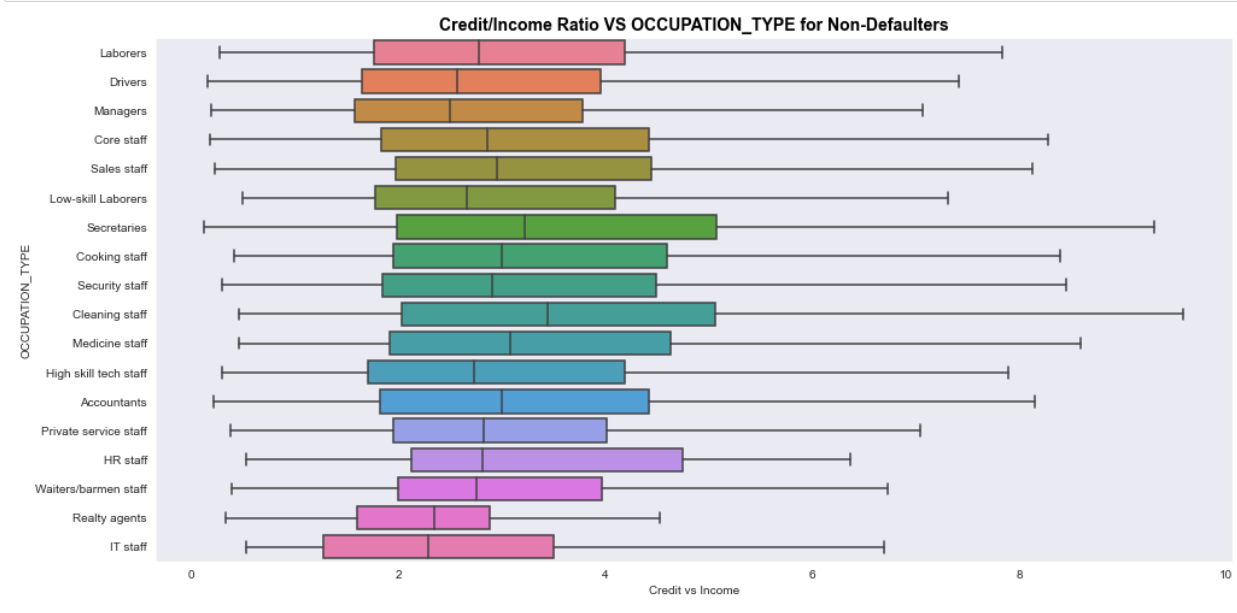 Credit/Income Ratio VS OCCUPATION_TYPE for Non-Defaulters
OCCUPATION_TYPE
Laborers
Drivers
Managers
Core staff
Sales staff
Low-skill Laborers
Secretaries
Cooking staff
Security staff
Cleaning staff
Medicine staff
High skill tech staff
Accountants
Private service staff
HR staff
Waiters/barmen staff
Realty agents
IT staff
0 2 4 6 8 10
Credit vs Income